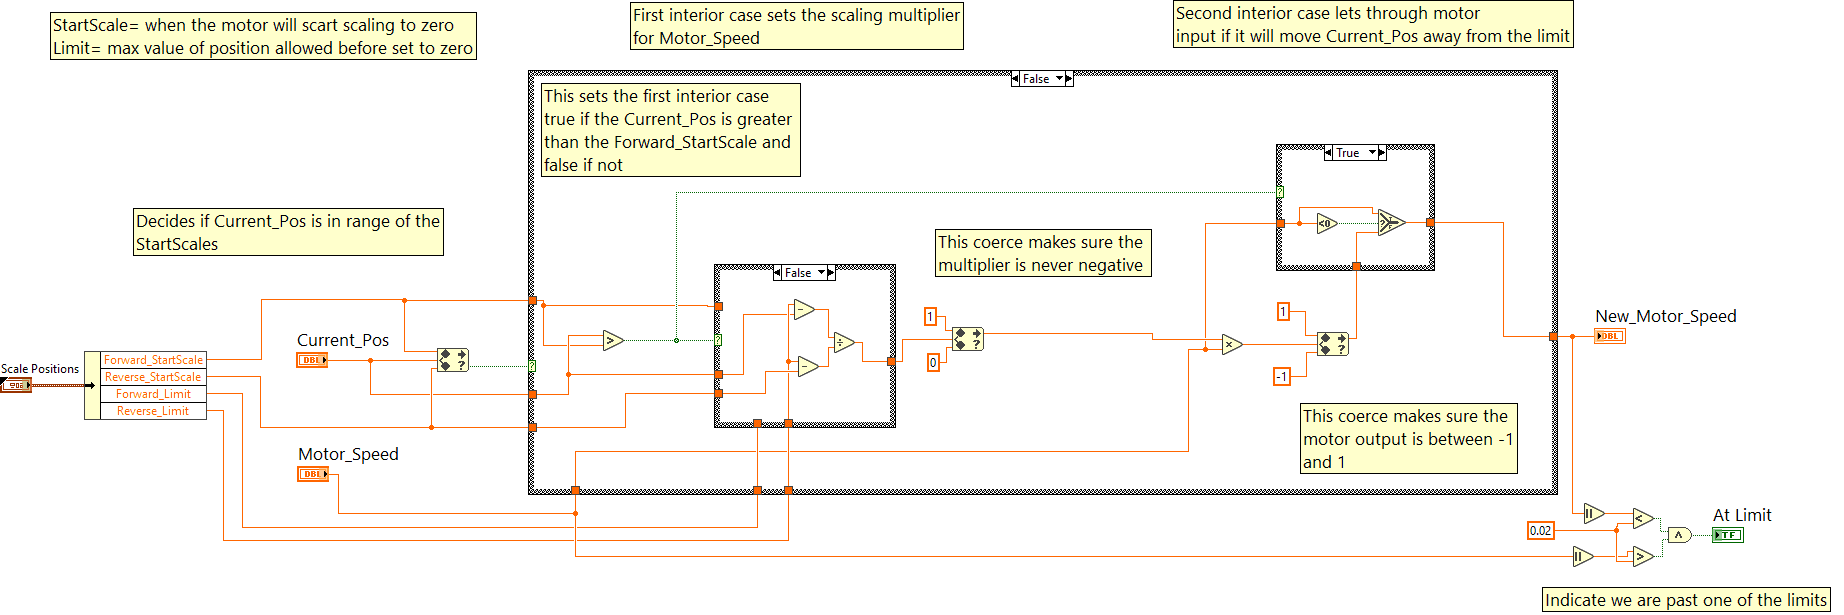 StartScale= when the motor will scart scaling to zero
Limit= max value of position allowed before set to zero
First interior case sets the scaling multiplier
for Motor_Speed
Second interior case lets through motor
input if it will move Current_Pos away from the limit
False
This sets the first interior case
true if the Current_Pos is greater
than the Forward_StartScale and
false if not
True
?
<0
?
T
F
Decides if Current_Pos is in range of the
StartScales
This coerce makes sure the
multiplier is never negative
False
Current_Pos
DBL
?
>
?
-
-
÷
1
0
?
x
1
-1
?
New_Motor_Speed
DBL
Scale Positions
Forward_StartScale
Reverse_StartScale
Forward_Limit
Reverse_Limit
?
This coerce makes sure the
motor output is between -1
and 1
Motor_Speed
DBL
0.02
<
>
∧
At Limit
TF
Indicate we are past one of the limits